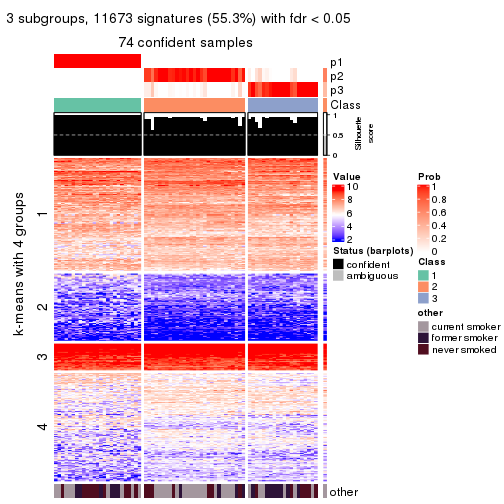 3 subgroups, 11673 signatures (55.3%) with fdr < 0.05
74 confident samples
p1
p2
p3
Class
1
0.5
0
Silhouette
score
k-means with 4 groups
1
2
3
4
other
Value
10
8
6
4
2
Status (barplots)
confident
ambiguous
Prob
1
0.8
0.6
0.4
0.2
0
Class
1
2
3
other
current smoker
former smoker
never smoked